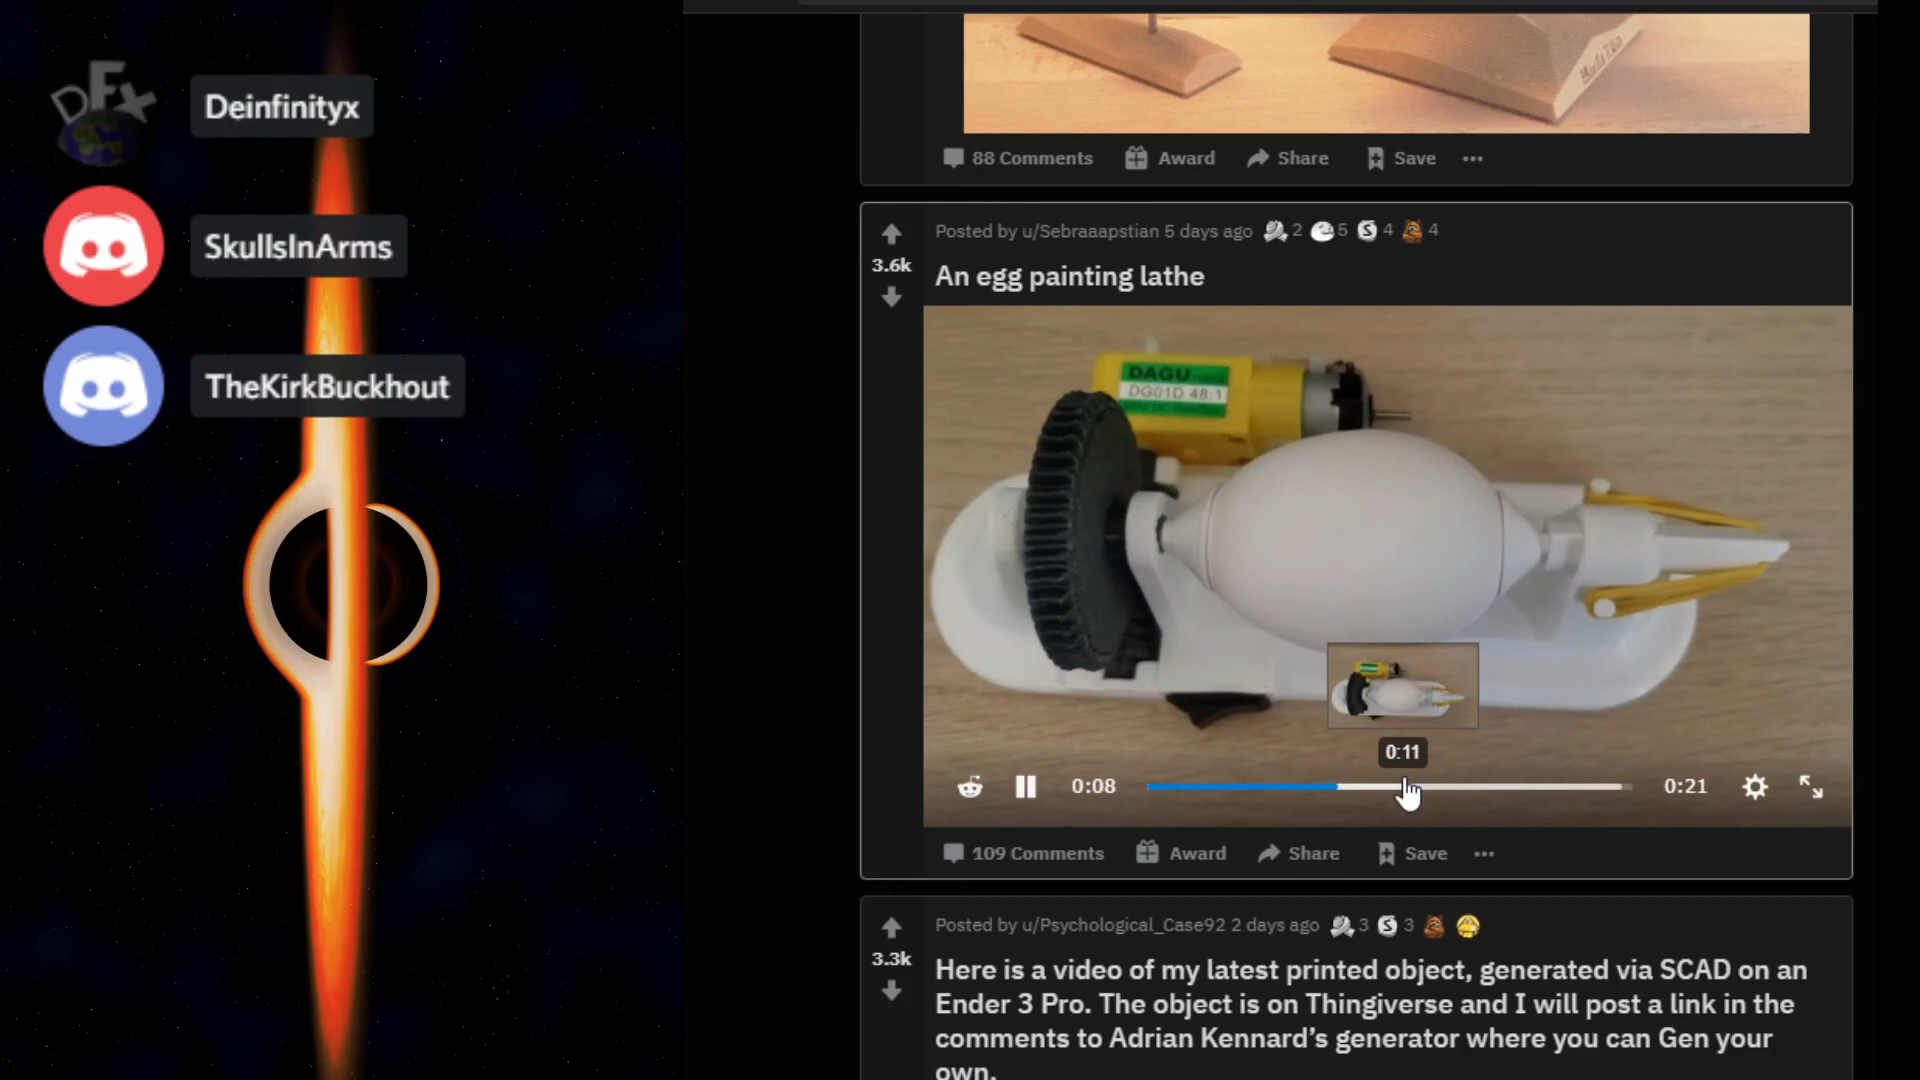 DFX
Deinfinityx
SkullsInArms
TheKirkBuckhout
88 Comments Award Share Save
Posted by u/Sebraaapstian 5 days ago 2 5 4 4
3.6k
An egg painting lathe
DAGU
DG01D 48:1
0:11
0:08 0:21
109 Comments Award Share Save
Posted by u/Psychological_Case92 2 days ago 3 3
3.3k
Here is a video of my latest printed object, generated via SCAD on an
Ender 3 Pro. The object is on Thingiverse and I will post a link in the
comments to Adrian Kennard’s generator where you can Gen your
own.